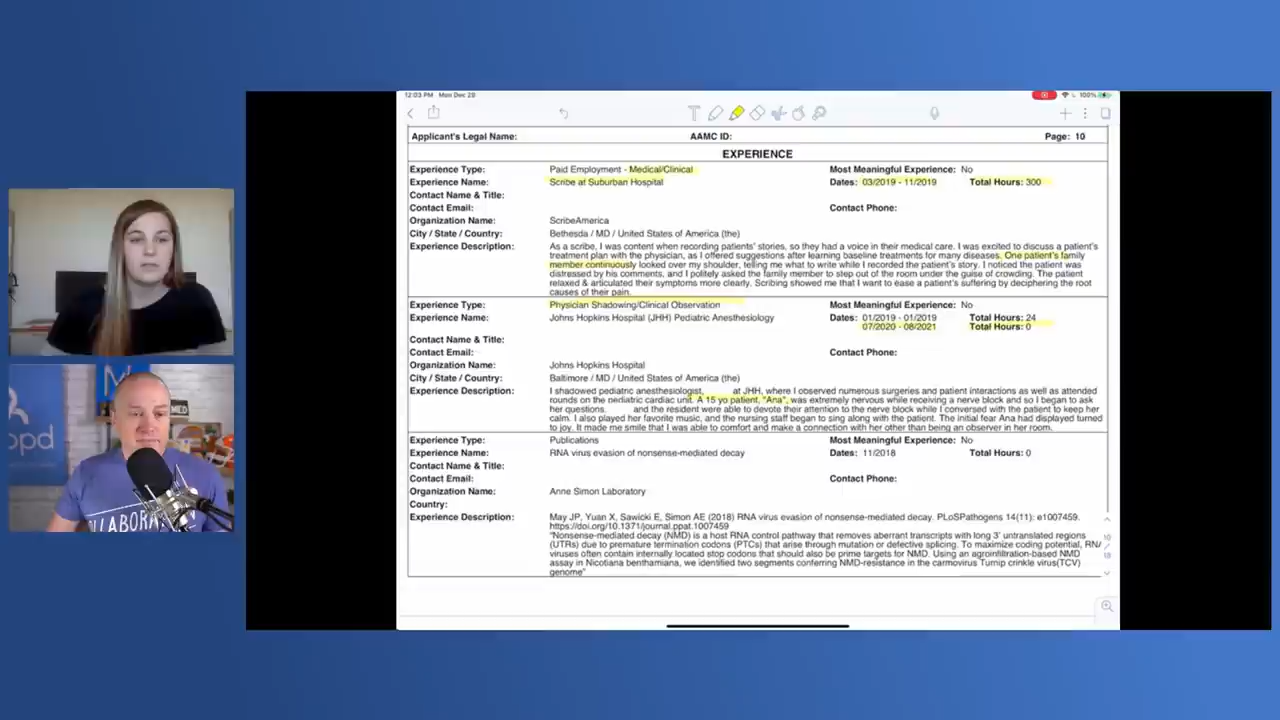 12:03 PM Mon Dec 28
100%
Applicant's Legal Name: AAMC ID: Page: 10
EXPERIENCE
Experience Type: Paid Employment - Medical/Clinical Most Meaningful Experience: No
Experience Name: Scribe at Suburban Hospital Dates: 03/2019 - 11/2019 Total Hours: 300
Contact Name & Title:
Contact Email: Contact Phone:
Organization Name: ScribeAmerica
City / State / Country: Bethesda / MD / United States of America (the)
Experience Description: As a scribe, I was content when recording patients' stories, so they had a voice in their medical care. I was excited to discuss a patient's
treatment plan with the physician, as I offered suggestions after learning baseline treatments for many diseases. One patient's family
member continuously looked over my shoulder, telling me what to write while I recorded the patient's story. I noticed the patient was
distressed by his comments, and I politely asked the family member to step out of the room under the guise of crowding. The patient
relaxed & articulated their symptoms more clearly. Scribing showed me that I want to ease a patient's suffering by deciphering the root
causes of their pain.
Experience Type: Physician Shadowing/Clinical Observation Most Meaningful Experience: No
Experience Name: Johns Hopkins Hospital (JHH) Pediatric Anesthesiology Dates: 01/2019 - 01/2019 Total Hours: 24
07/2020 - 08/2021 Total Hours: 0
Contact Name & Title:
Contact Email: Contact Phone:
Organization Name: Johns Hopkins Hospital
City / State / Country: Baltimore / MD / United States of America (the)
Experience Description: I shadowed pediatric anesthesiologist, at JHH, where I observed numerous surgeries and patient interactions as well as attended
rounds on the pediatric cardiac unit. A 15 yo patient, "Ana", was extremely nervous while receiving a nerve block and so I began to ask
her questions. and the resident were able to devote their attention to the nerve block while I conversed with the patient to keep her
calm. I also played her favorite music, and the nursing staff began to sing along with the patient. The initial fear Ana had displayed turned
to joy. It made me smile that I was able to comfort and make a connection with her other than being an observer in her room.
Experience Type: Publications Most Meaningful Experience: No
Experience Name: RNA virus evasion of nonsense-mediated decay Dates: 11/2018 Total Hours: 0
Contact Name & Title:
Contact Email: Contact Phone:
Organization Name: Anne Simon Laboratory
Country:
Experience Description: May JP, Yuan X, Sawicki E, Simon AE (2018) RNA virus evasion of nonsense-mediated decay. PLoSPathogens 14(11): e1007459.
https://doi.org/10.1371/journal.ppat.1007459
"Nonsense-mediated decay (NMD) is a host RNA control pathway that removes aberrant transcripts with long 3' untranslated regions
(UTRs) due to premature termination codons (PTCs) that arise through mutation or defective splicing. To maximize coding potential, RNA
viruses often contain internally located stop codons that should also be prime targets for NMD. Using an agroinfiltration-based NMD
assay in Nicotiana benthamiana, we identified two segments conferring NMD-resistance in the carmovirus Turnip crinkle virus(TCV)
genome"
MED
ppd